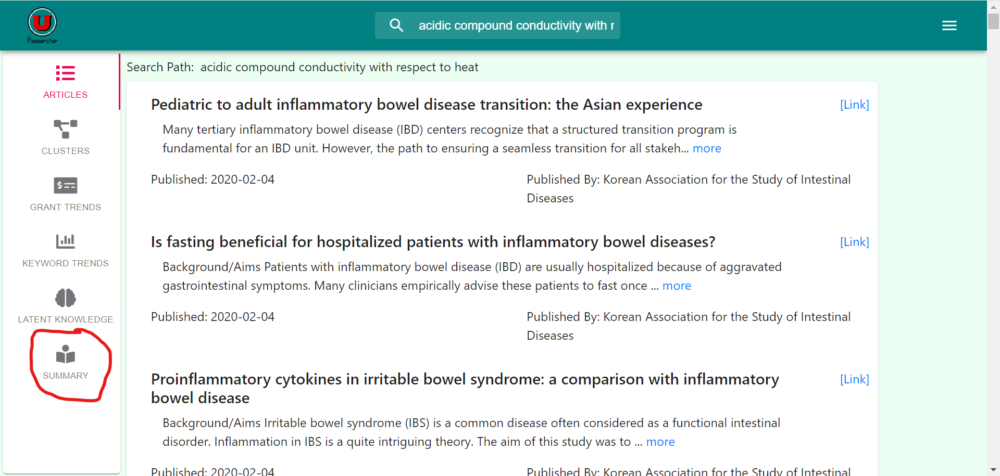 U
Researcher
acidic compound conductivity with r
ARTICLES
CLUSTERS
GRANT TRENDS
KEYWORD TRENDS
LATENT KNOWLEDGE
SUMMARY
Search Path: acidic compound conductivity with respect to heat
Pediatric to adult inflammatory bowel disease transition: the Asian experience
[Link]
Many tertiary inflammatory bowel disease (IBD) centers recognize that a structured transition program is
fundamental for an IBD unit. However, the path to ensuring a seamless transition for all stakeh... more
Published: 2020-02-04
Published By: Korean Association for the Study of Intestinal
Diseases
Is fasting beneficial for hospitalized patients with inflammatory bowel diseases?
[Link]
Background/Aims Patients with inflammatory bowel disease (IBD) are usually hospitalized because of aggravated
gastrointestinal symptoms. Many clinicians empirically advise these patients to fast once ... more
Published: 2020-02-04
Published By: Korean Association for the Study of Intestinal
Diseases
Proinflammatory cytokines in irritable bowel syndrome: a comparison with inflammatory
bowel disease
[Link]
Background/Aims Irritable bowel syndrome (IBS) is a common disease often considered as a functional intestinal
disorder. Inflammation in IBS is a quite intriguing theory. The aim of this study was to ... more
Published: 2020-02-04
Published By: Korean Association for the Study of Intestinal